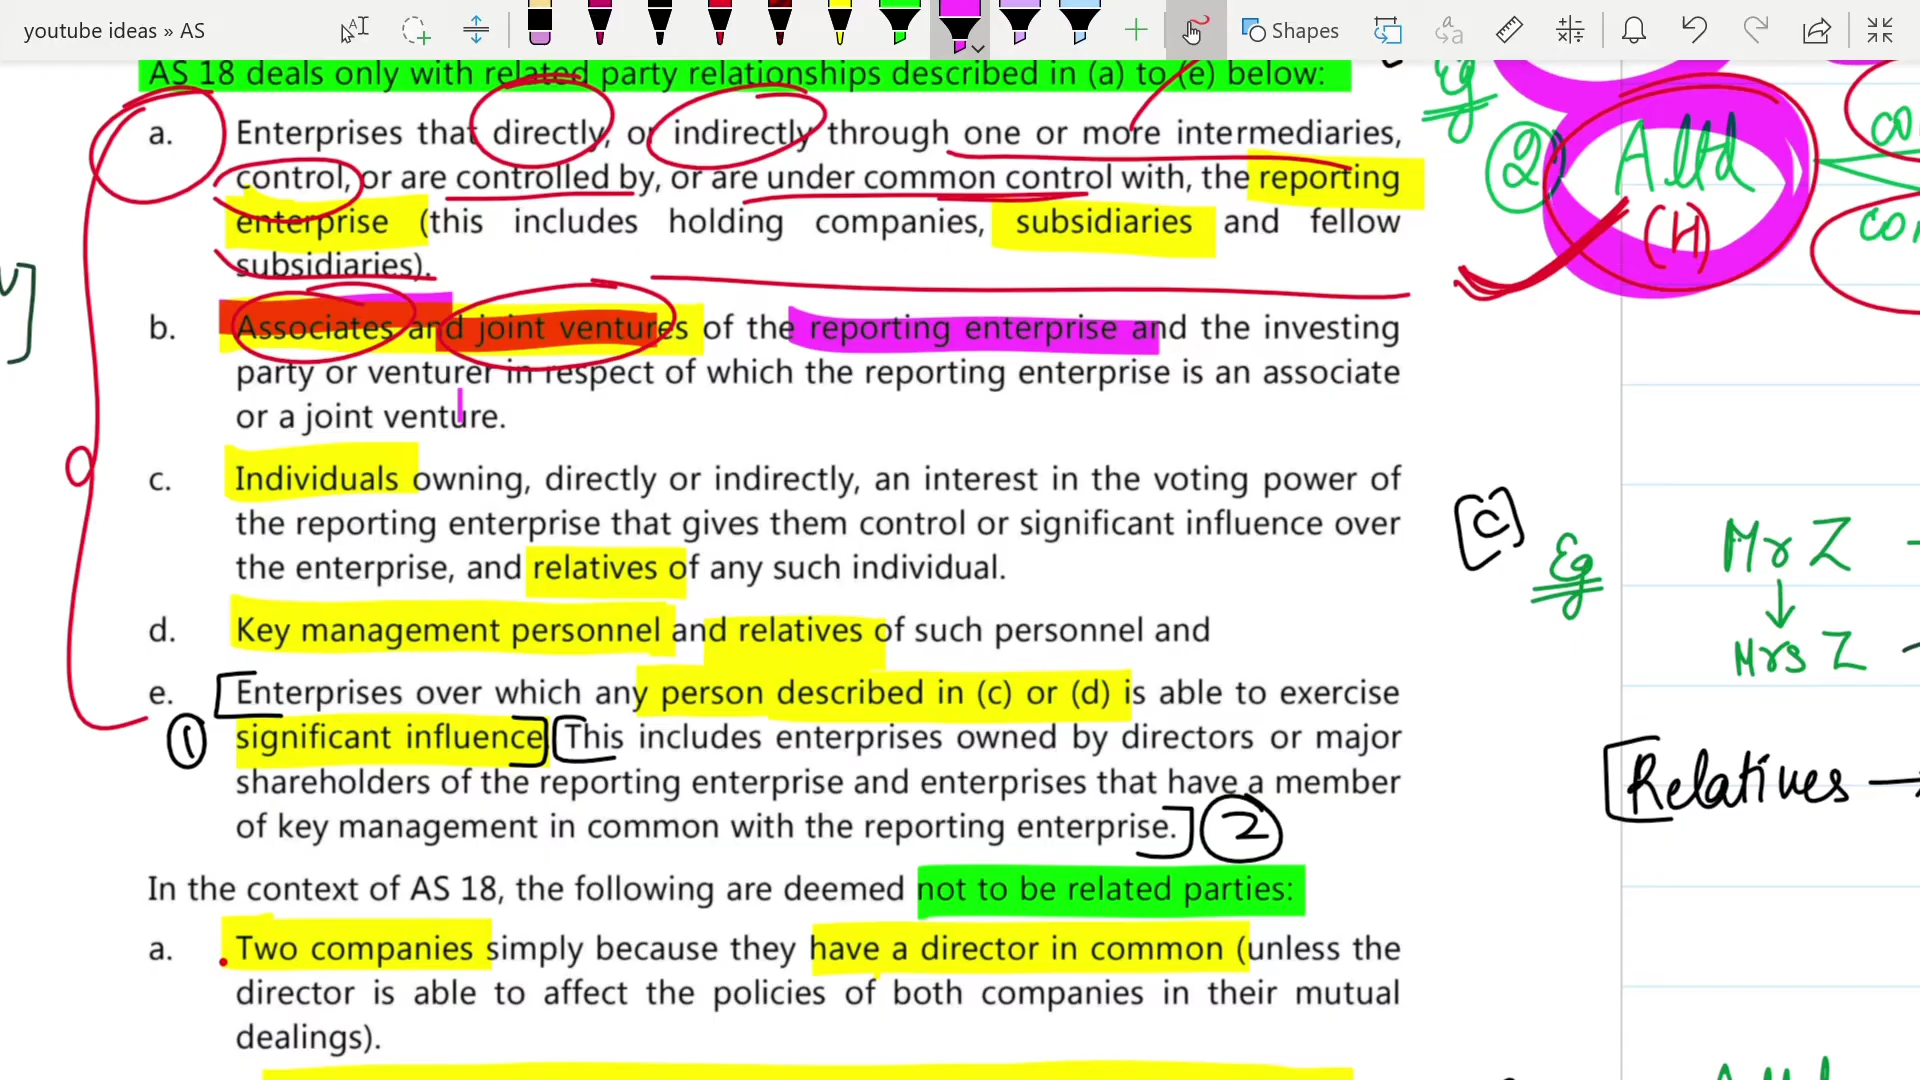 youtube ideas » AS
Shapes
AS 18 deals only with related party relationships described in (a) to (e) below:
a. Enterprises that directly, or indirectly through one or more intermediaries,
control, or are controlled by, or are under common control with, the reporting
enterprise (this includes holding companies, subsidiaries and fellow
subsidiaries).
b. Associates and joint ventures of the reporting enterprise and the investing
party or venturer in respect of which the reporting enterprise is an associate
or a joint venture.
c. Individuals owning, directly or indirectly, an interest in the voting power of
the reporting enterprise that gives them control or significant influence over
the enterprise, and relatives of any such individual.
d. Key management personnel and relatives of such personnel and
e. Enterprises over which any person described in (c) or (d) is able to exercise
① significant influence. This includes enterprises owned by directors or major
shareholders of the reporting enterprise and enterprises that have a member
of key management in common with the reporting enterprise. ②
In the context of AS 18, the following are deemed not to be related parties:
a. Two companies simply because they have a director in common (unless the
director is able to affect the policies of both companies in their mutual
dealings).
Eg
② A Ltd
(H)
[C]
Eg
Mr Z
↓
Mrs Z
[Relatives →